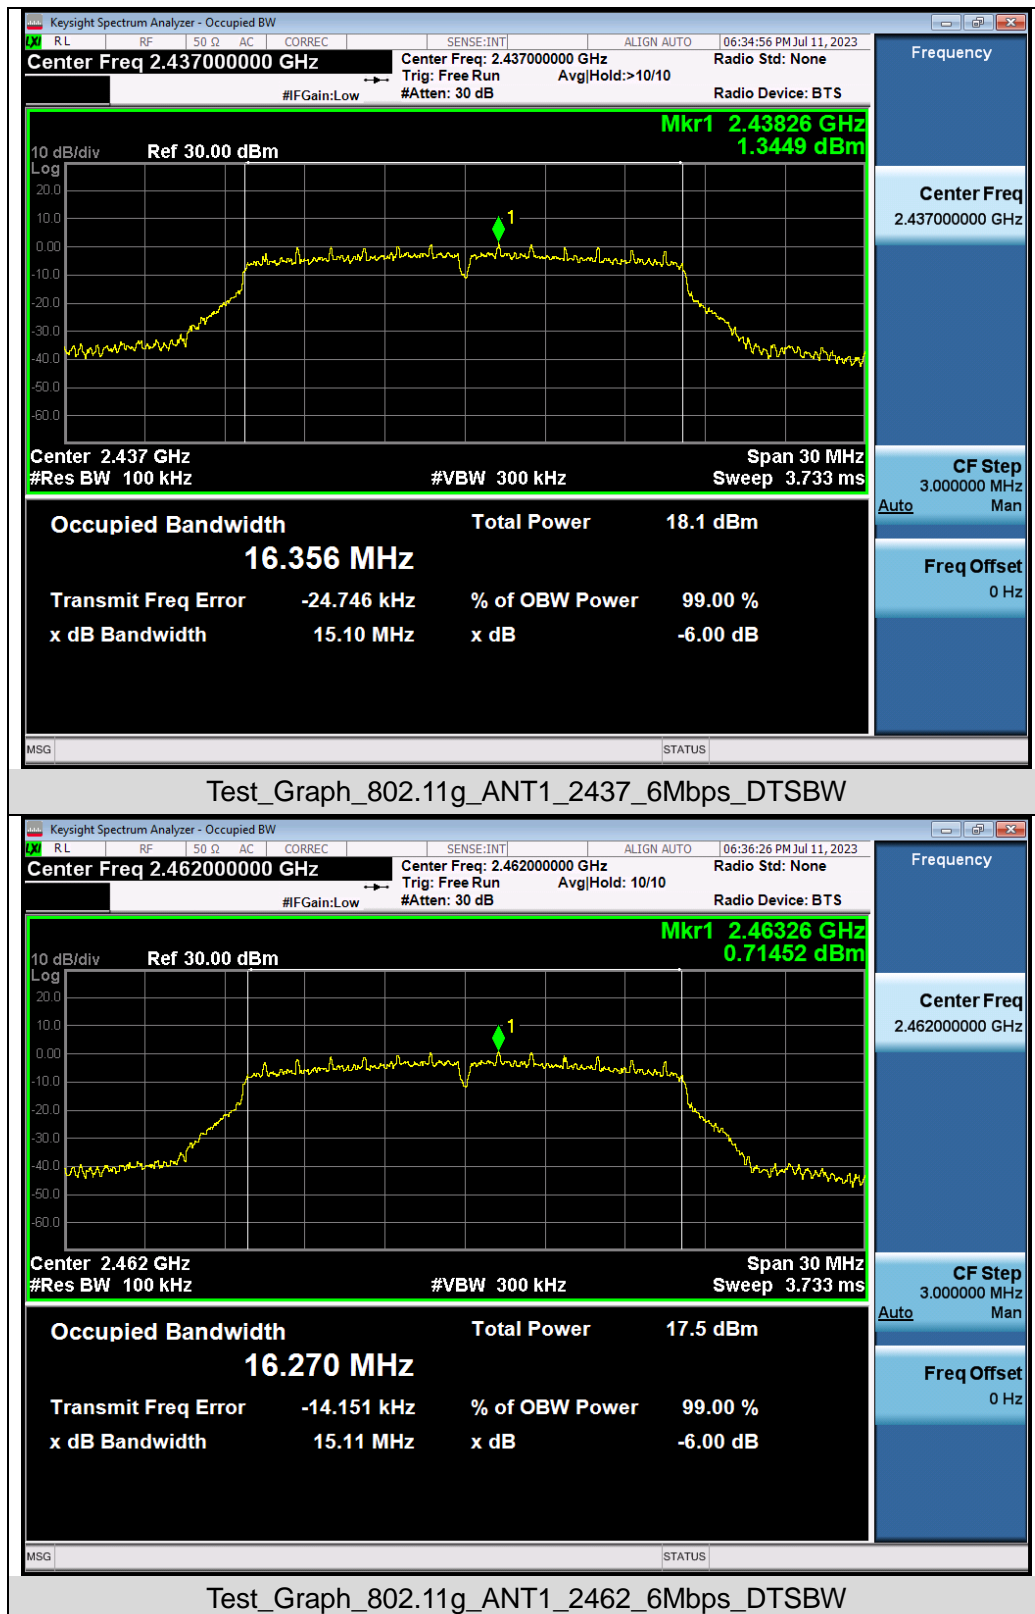 Keysight Spectrum Analyzer - Occupied BW
LXI RL RF 50 Ω AC CORREC SENSE:INT ALIGN AUTO 06:34:56 PM Jul 11, 2023
Center Freq 2.437000000 GHz
Center Freq: 2.437000000 GHz Radio Std: None
Trig: Free Run Avg|Hold:>10/10
#IFGain:Low #Atten: 30 dB Radio Device: BTS
Frequency
Mkr1 2.43826 GHz
1.3449 dBm
10 dB/div Ref 30.00 dBm
Log
20.0
10.0
0.00
-10.0
-20.0
-30.0
-40.0
-50.0
-60.0
1
Center Freq
2.437000000 GHz
Center 2.437 GHz Span 30 MHz
#Res BW 100 kHz #VBW 300 kHz Sweep 3.733 ms
CF Step
3.000000 MHz
Auto Man
Occupied Bandwidth Total Power 18.1 dBm
16.356 MHz
Freq Offset
0 Hz
Transmit Freq Error -24.746 kHz % of OBW Power 99.00 %
x dB Bandwidth 15.10 MHz x dB -6.00 dB
MSG STATUS
Test_Graph_802.11g_ANT1_2437_6Mbps_DTSBW
Keysight Spectrum Analyzer - Occupied BW
LXI RL RF 50 Ω AC CORREC SENSE:INT ALIGN AUTO 06:36:26 PM Jul 11, 2023
Center Freq 2.462000000 GHz
Center Freq: 2.462000000 GHz Radio Std: None
Trig: Free Run Avg|Hold: 10/10
#IFGain:Low #Atten: 30 dB Radio Device: BTS
Frequency
Mkr1 2.46326 GHz
0.71452 dBm
10 dB/div Ref 30.00 dBm
Log
20.0
10.0
0.00
-10.0
-20.0
-30.0
-40.0
-50.0
-60.0
1
Center Freq
2.462000000 GHz
Center 2.462 GHz Span 30 MHz
#Res BW 100 kHz #VBW 300 kHz Sweep 3.733 ms
CF Step
3.000000 MHz
Auto Man
Occupied Bandwidth Total Power 17.5 dBm
16.270 MHz
Freq Offset
0 Hz
Transmit Freq Error -14.151 kHz % of OBW Power 99.00 %
x dB Bandwidth 15.11 MHz x dB -6.00 dB
MSG STATUS
Test_Graph_802.11g_ANT1_2462_6Mbps_DTSBW